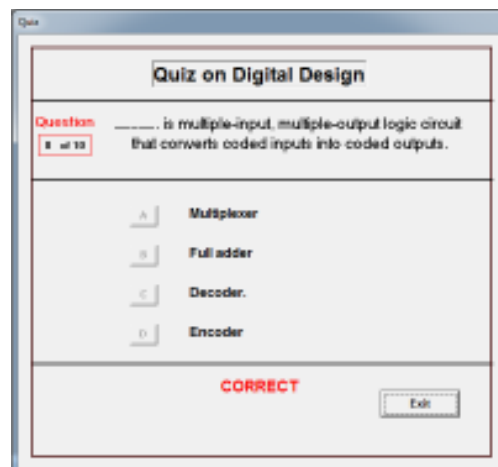 Quiz
Quiz on Digital Design
Question
8 of 10
______ is multiple-input, multiple-output logic circuit
that converts coded inputs into coded outputs.
A Multiplexer
B Full adder
C Decoder.
D Encoder
CORRECT
Exit